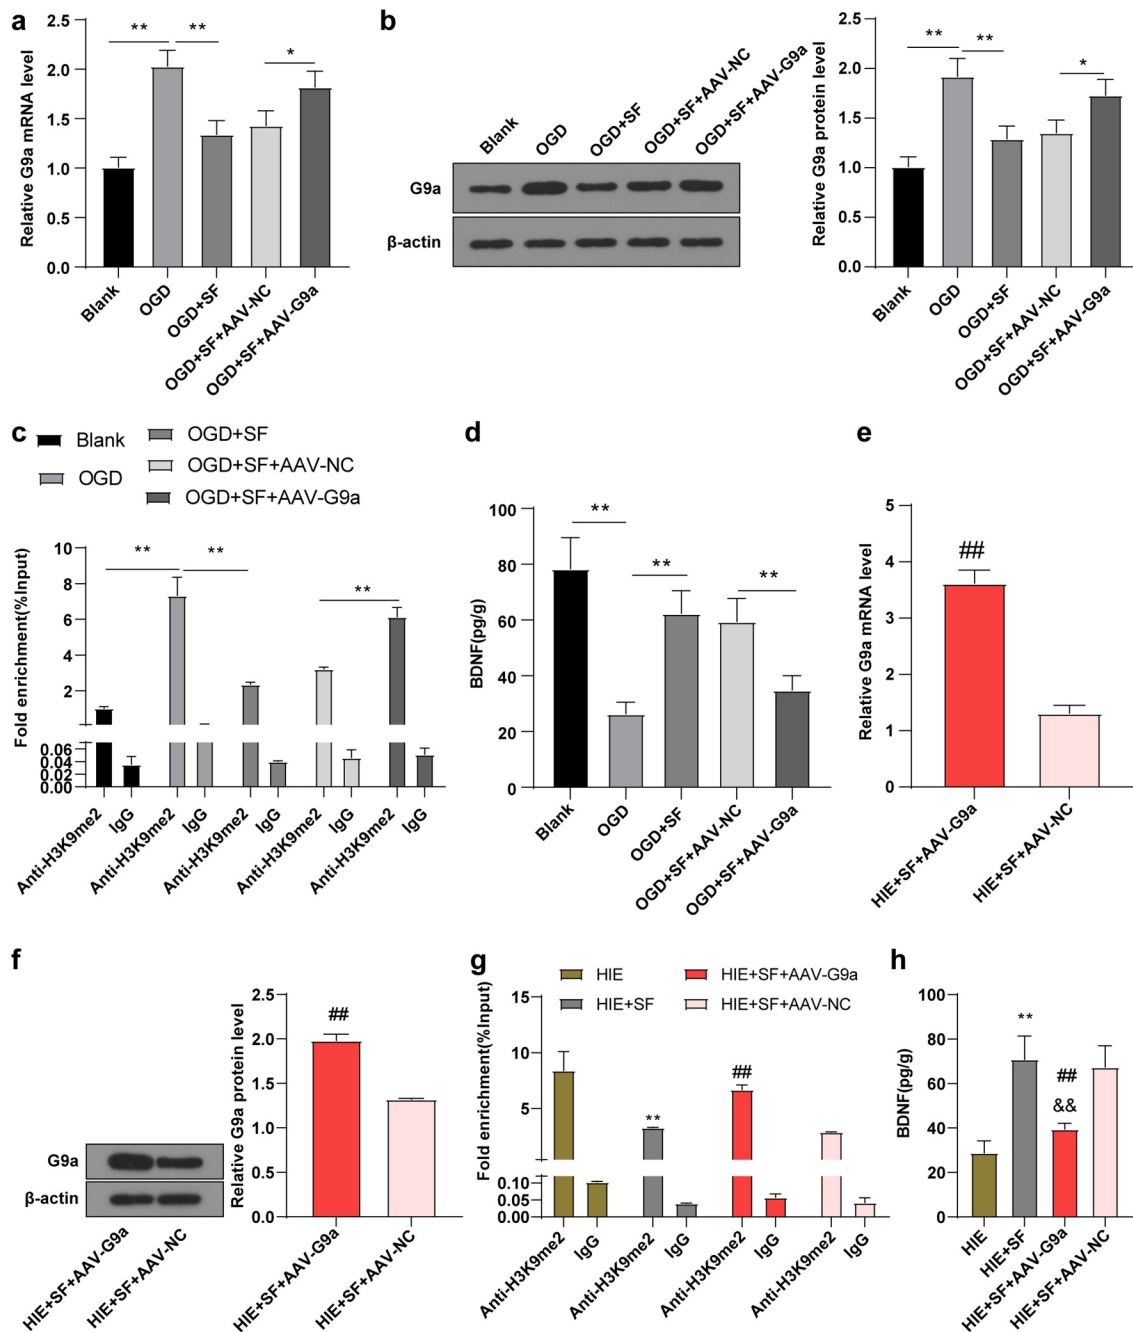 a
Relative G9a mRNA level
2.5
2.0
1.5
1.0
0.5
0.0
** ** *
Blank
OGD
OGD+SF
OGD+SF+AAV-NC
OGD+SF+AAV-G9a
b
Blank
OGD
OGD+SF
OGD+SF+AAV-NC
OGD+SF+AAV-G9a
G9a
β-actin
Relative G9a protein level
2.5
2.0
1.5
1.0
0.5
0.0
** ** *
Blank
OGD
OGD+SF
OGD+SF+AAV-NC
OGD+SF+AAV-G9a
c
Blank
OGD
OGD+SF
OGD+SF+AAV-NC
OGD+SF+AAV-G9a
Fold enrichment(%Input)
10
8
6
4
2
0.06
0.04
0.02
0.00
** ** **
Anti-H3K9me2
IgG
Anti-H3K9me2
IgG
Anti-H3K9me2
IgG
Anti-H3K9me2
IgG
Anti-H3K9me2
IgG
d
BDNF(pg/g)
100
80
60
40
20
0
** ** **
Blank
OGD
OGD+SF
OGD+SF+AAV-NC
OGD+SF+AAV-G9a
e
Relative G9a mRNA level
5
4
3
2
1
0
##
HIE+SF+AAV-G9a
HIE+SF+AAV-NC
f
G9a
β-actin
HIE+SF+AAV-G9a
HIE+SF+AAV-NC
Relative G9a protein level
2.5
2.0
1.5
1.0
0.5
0.0
##
HIE+SF+AAV-G9a
HIE+SF+AAV-NC
g
HIE
HIE+SF
HIE+SF+AAV-G9a
HIE+SF+AAV-NC
Fold enrichment(%Input)
15
10
5
0.10
0.05
0.00
** ##
Anti-H3K9me2
IgG
Anti-H3K9me2
IgG
Anti-H3K9me2
IgG
Anti-H3K9me2
IgG
h
BDNF(pg/g)
100
80
60
40
20
0
**
##
&&
HIE
HIE+SF
HIE+SF+AAV-G9a
HIE+SF+AAV-NC